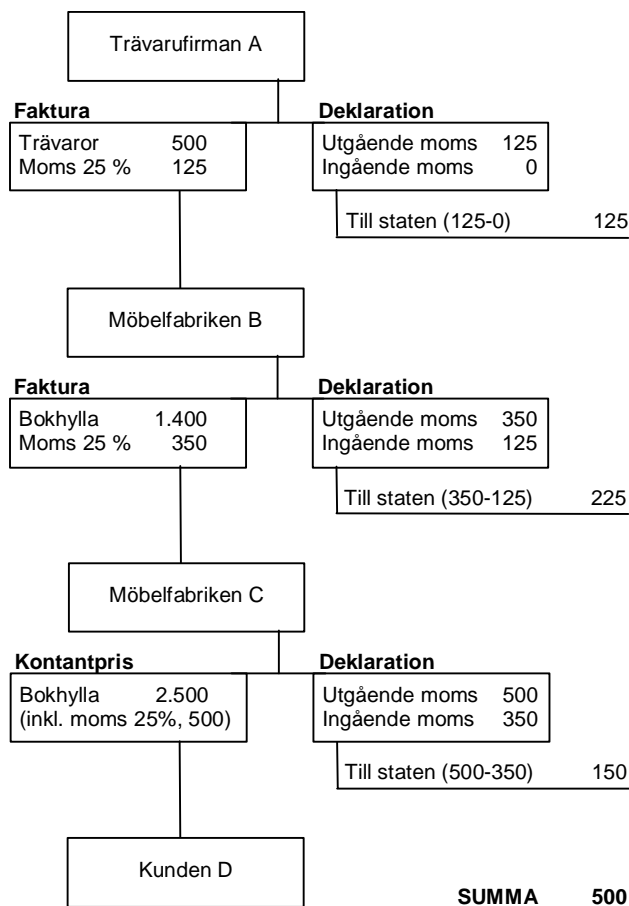 Trävarufirman A
Faktura
Trävaror 500
Moms 25 % 125
Deklaration
Utgående moms 125
Ingående moms 0
Till staten (125-0) 125
Möbelfabriken B
Faktura
Bokhylla 1.400
Moms 25 % 350
Deklaration
Utgående moms 350
Ingående moms 125
Till staten (350-125) 225
Möbelfabriken C
Kontantpris
Bokhylla 2.500
(inkl. moms 25%, 500)
Deklaration
Utgående moms 500
Ingående moms 350
Till staten (500-350) 150
Kunden D
SUMMA 500